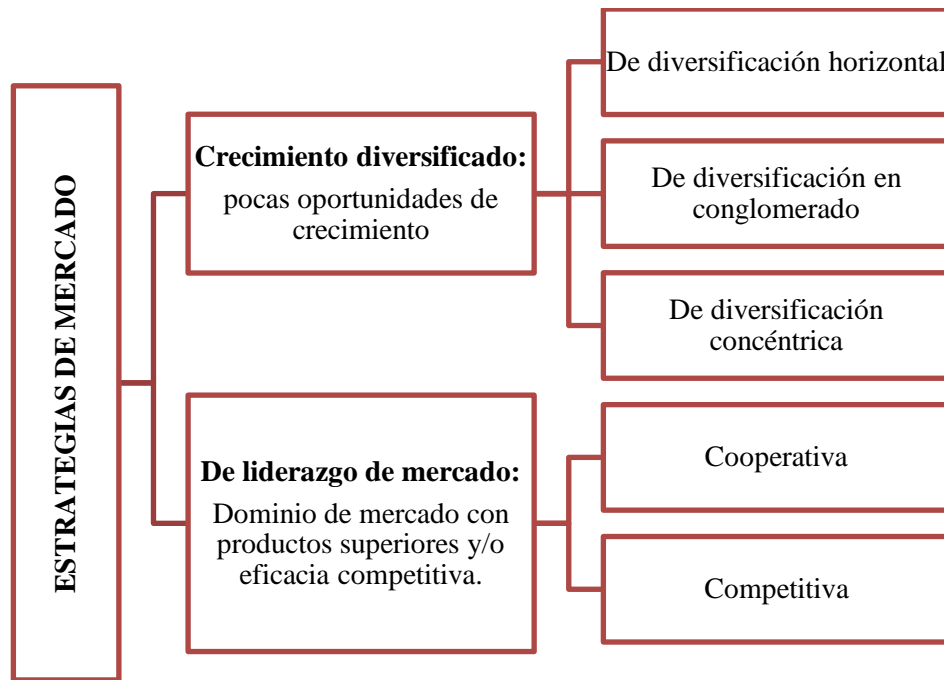 ESTRATEGIAS DE MERCADO
Crecimiento diversificado:
pocas oportunidades de
crecimiento
De diversificación horizontal
De diversificación en
conglomerado
De diversificación
concéntrica
De liderazgo de mercado:
Dominio de mercado con
productos superiores y/o
eficacia competitiva.
Cooperativa
Competitiva